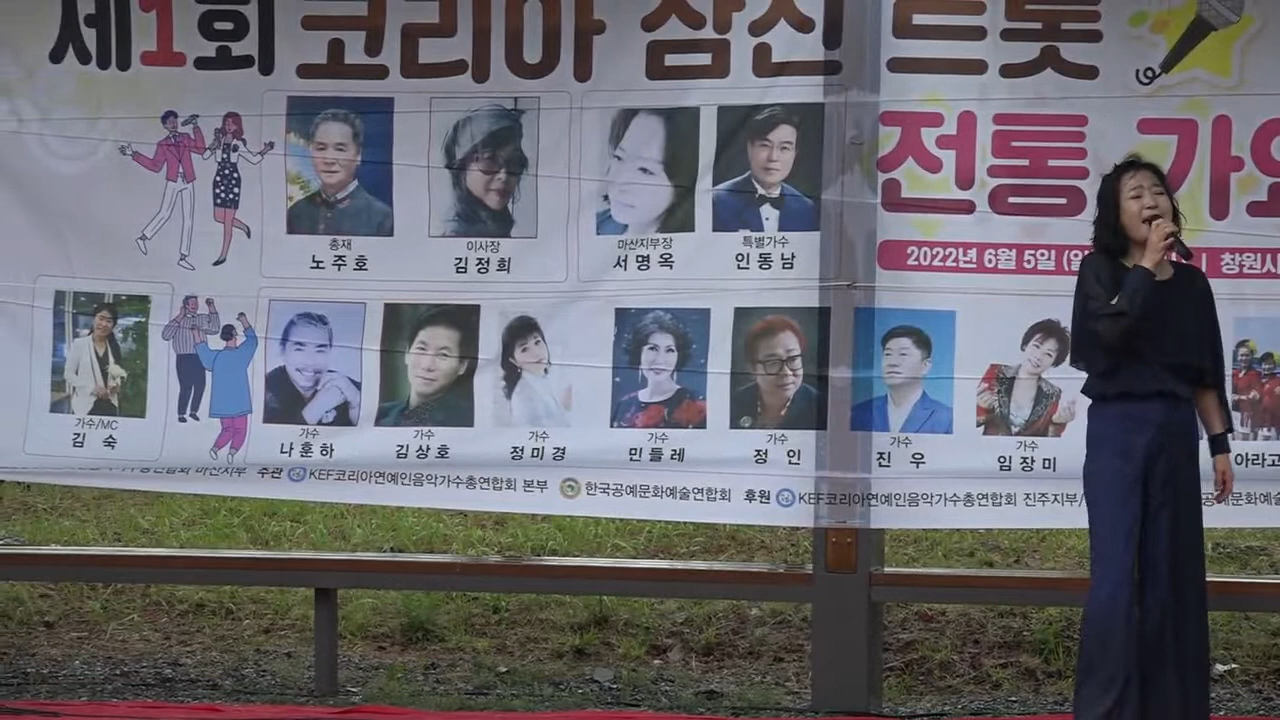 제1회 코리아 삼신 트롯
전통 가요
2022년 6월 5일 (일
| 창원시
총재
노주호
이사장
김정희
마산지부장
서명옥
특별가수
인동남
가수/MC
김 숙
가수
나훈하
가수
김상호
가수
정미경
가수
민들레
가수
정 인
가수
진 우
가수
임장미
아라고
마산지부 주관 KEF코리아연예인음악가수총연합회 본부 한국공예문화예술연합회 후원 KEF코리아연예인음악가수총연합회 진주지부/